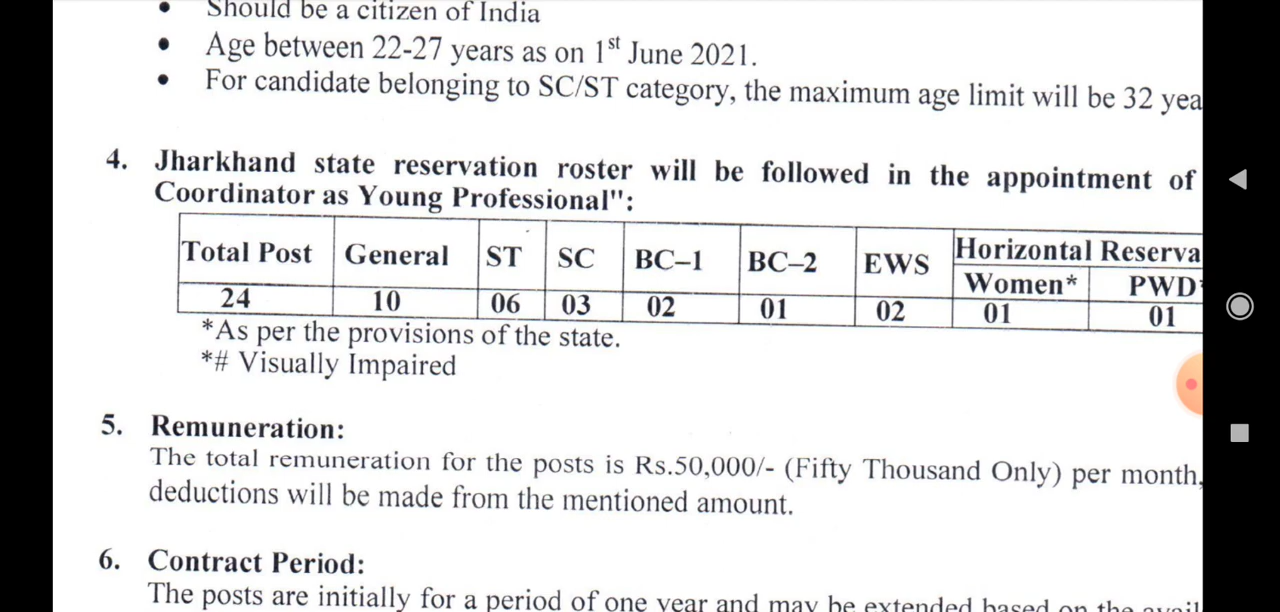 Should be a citizen of India
Age between 22-27 years as on 1st June 2021.
For candidate belonging to SC/ST category, the maximum age limit will be 32 yea
4. Jharkhand state reservation roster will be followed in the appointment of
Coordinator as Young Professional":
Total Post General ST SC BC-1 BC-2 EWS Horizontal Reserva
Women* PWD*
24 10 06 03 02 01 02 01 01
*As per the provisions of the state.
*# Visually Impaired
5. Remuneration:
The total remuneration for the posts is Rs.50,000/- (Fifty Thousand Only) per month,
deductions will be made from the mentioned amount.
6. Contract Period:
The posts are initially for a period of one year and may be extended based on the avail